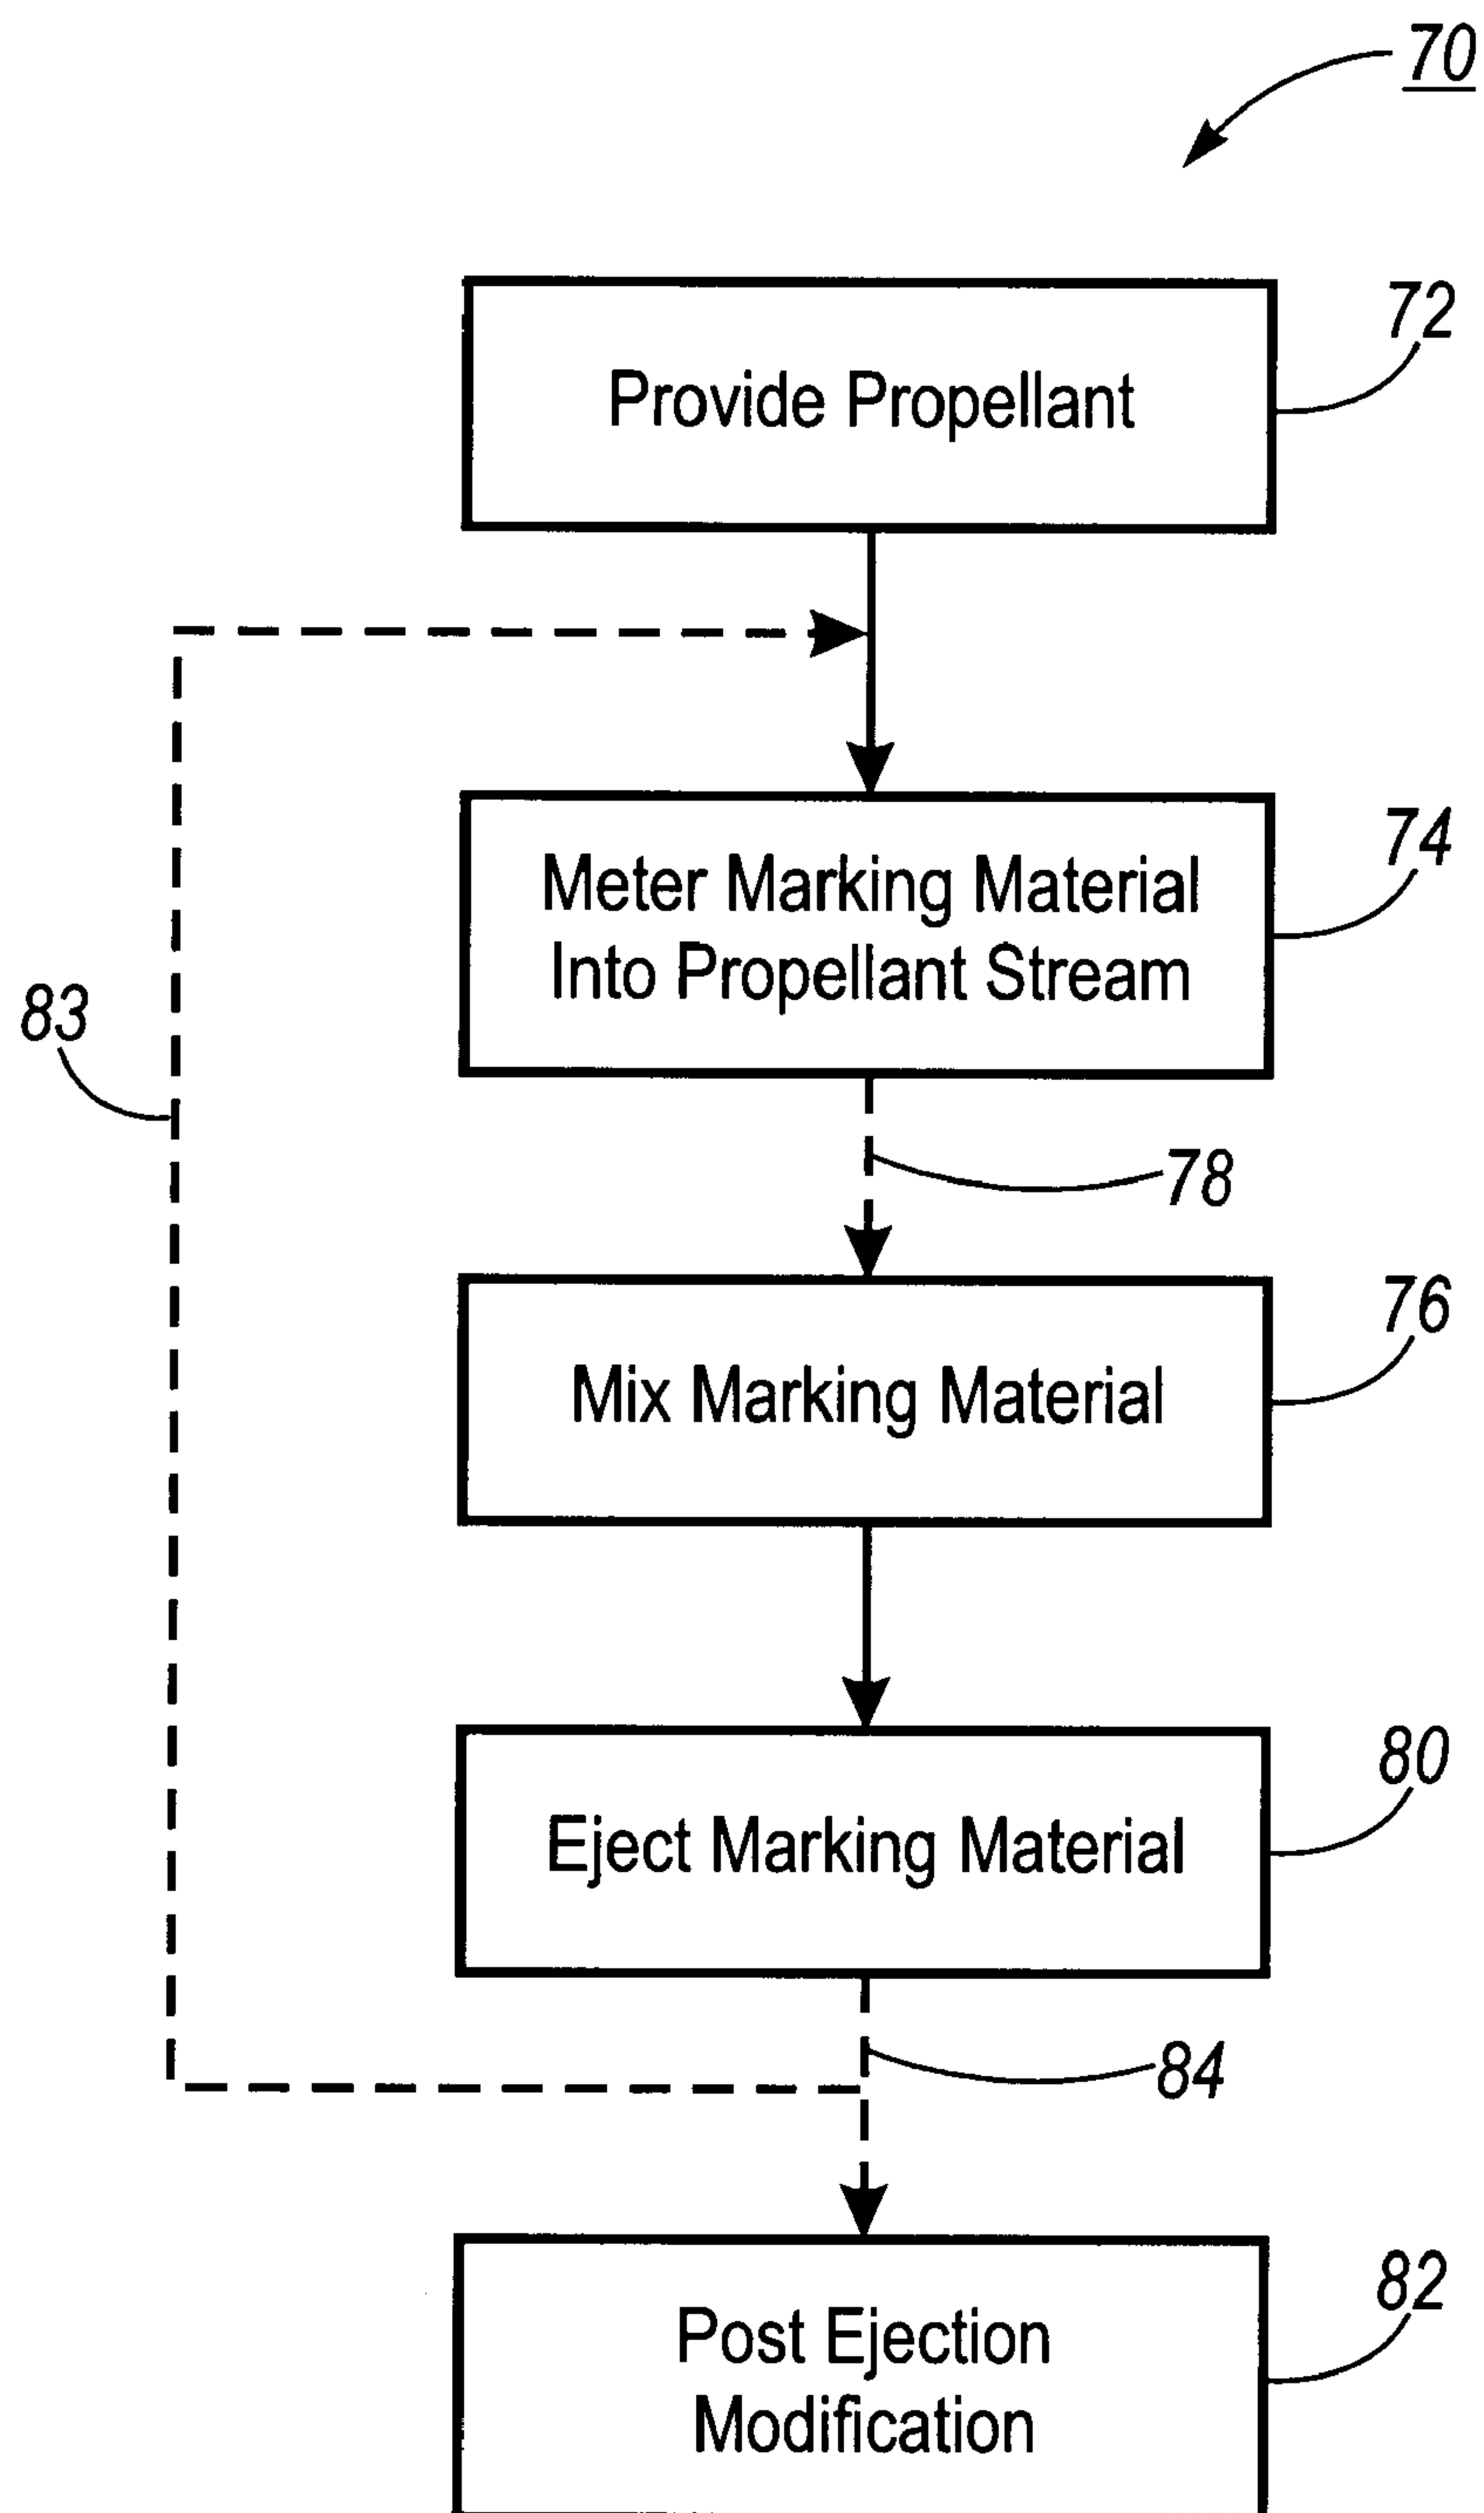 70
Provide Propellant
72
Meter Marking Material
Into Propellant Stream
74
83
78
Mix Marking Material
76
Eject Marking Material
80
84
Post Ejection
Modification
82